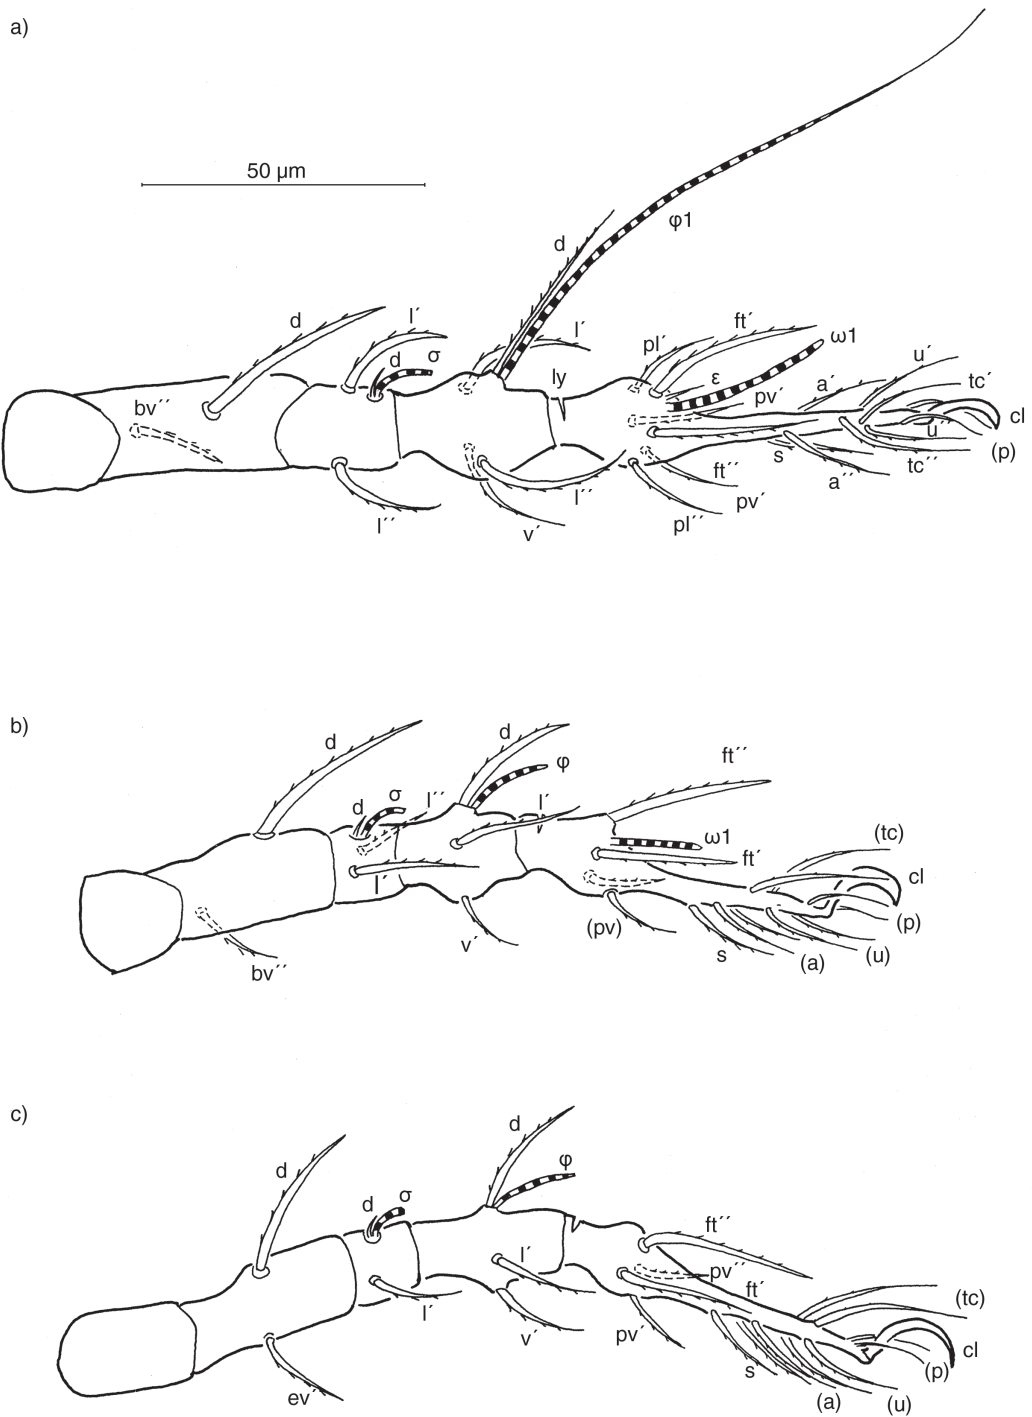 a)
50 µm
φ1
d
d
l´
l´
d
σ
pl´
ft´
ω1
ly
ε
a´
u´
tc´
bv´´
pv´
cl
u´´
(p)
s
tc´´
ft´´
a´´
l´´
l´´
pv´
v´
pl´´
b)
d
d
φ
ft´´
d
σ
l´´
l´
ω1
(tc)
ft´
cl
l´
(pv)
(p)
v´
s
(a)
(u)
bv´´
c)
d
d
φ
d
σ
ft´´
l´
pv´´
ft´
(tc)
l´
v´
pv´
cl
s
(p)
ev´
(a)
(u)